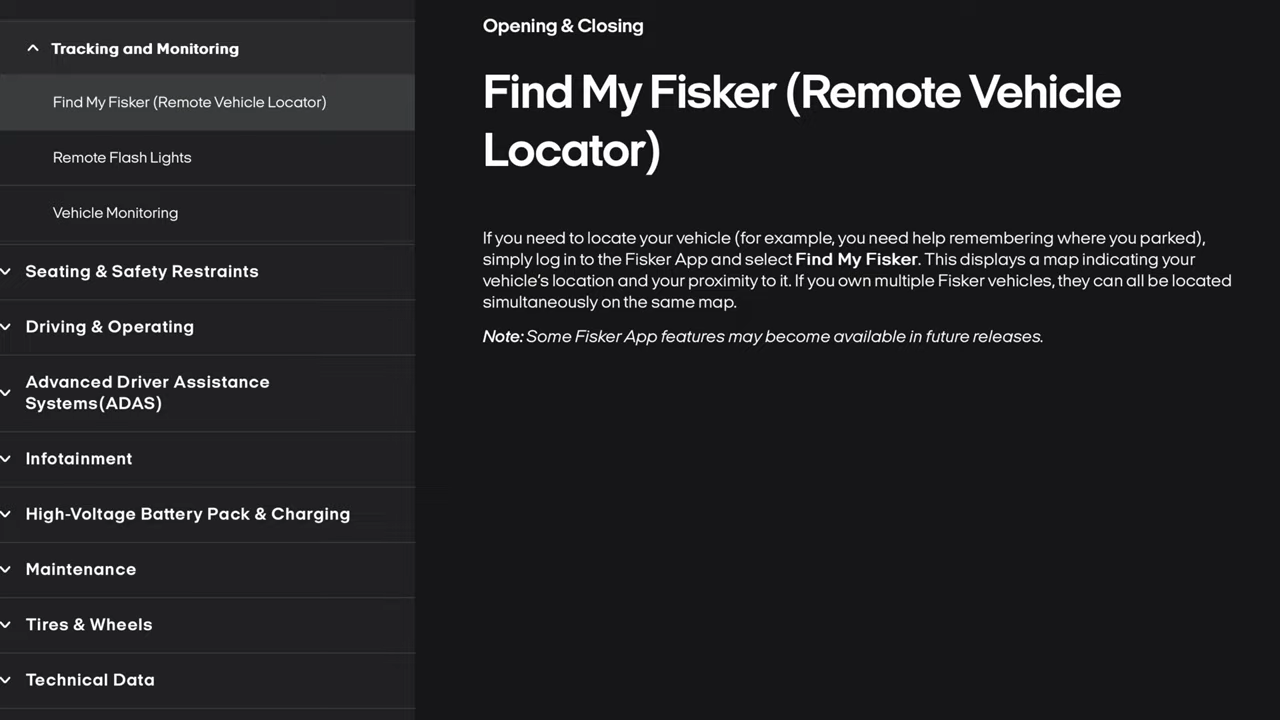 Tracking and Monitoring
Find My Fisker (Remote Vehicle Locator)
Remote Flash Lights
Vehicle Monitoring
Seating & Safety Restraints
Driving & Operating
Advanced Driver Assistance
Systems(ADAS)
Infotainment
High-Voltage Battery Pack & Charging
Maintenance
Tires & Wheels
Technical Data
Opening & Closing
Find My Fisker (Remote Vehicle
Locator)
If you need to locate your vehicle (for example, you need help remembering where you parked),
simply log in to the Fisker App and select Find My Fisker. This displays a map indicating your
vehicle's location and your proximity to it. If you own multiple Fisker vehicles, they can all be located
simultaneously on the same map.
Note: Some Fisker App features may become available in future releases.